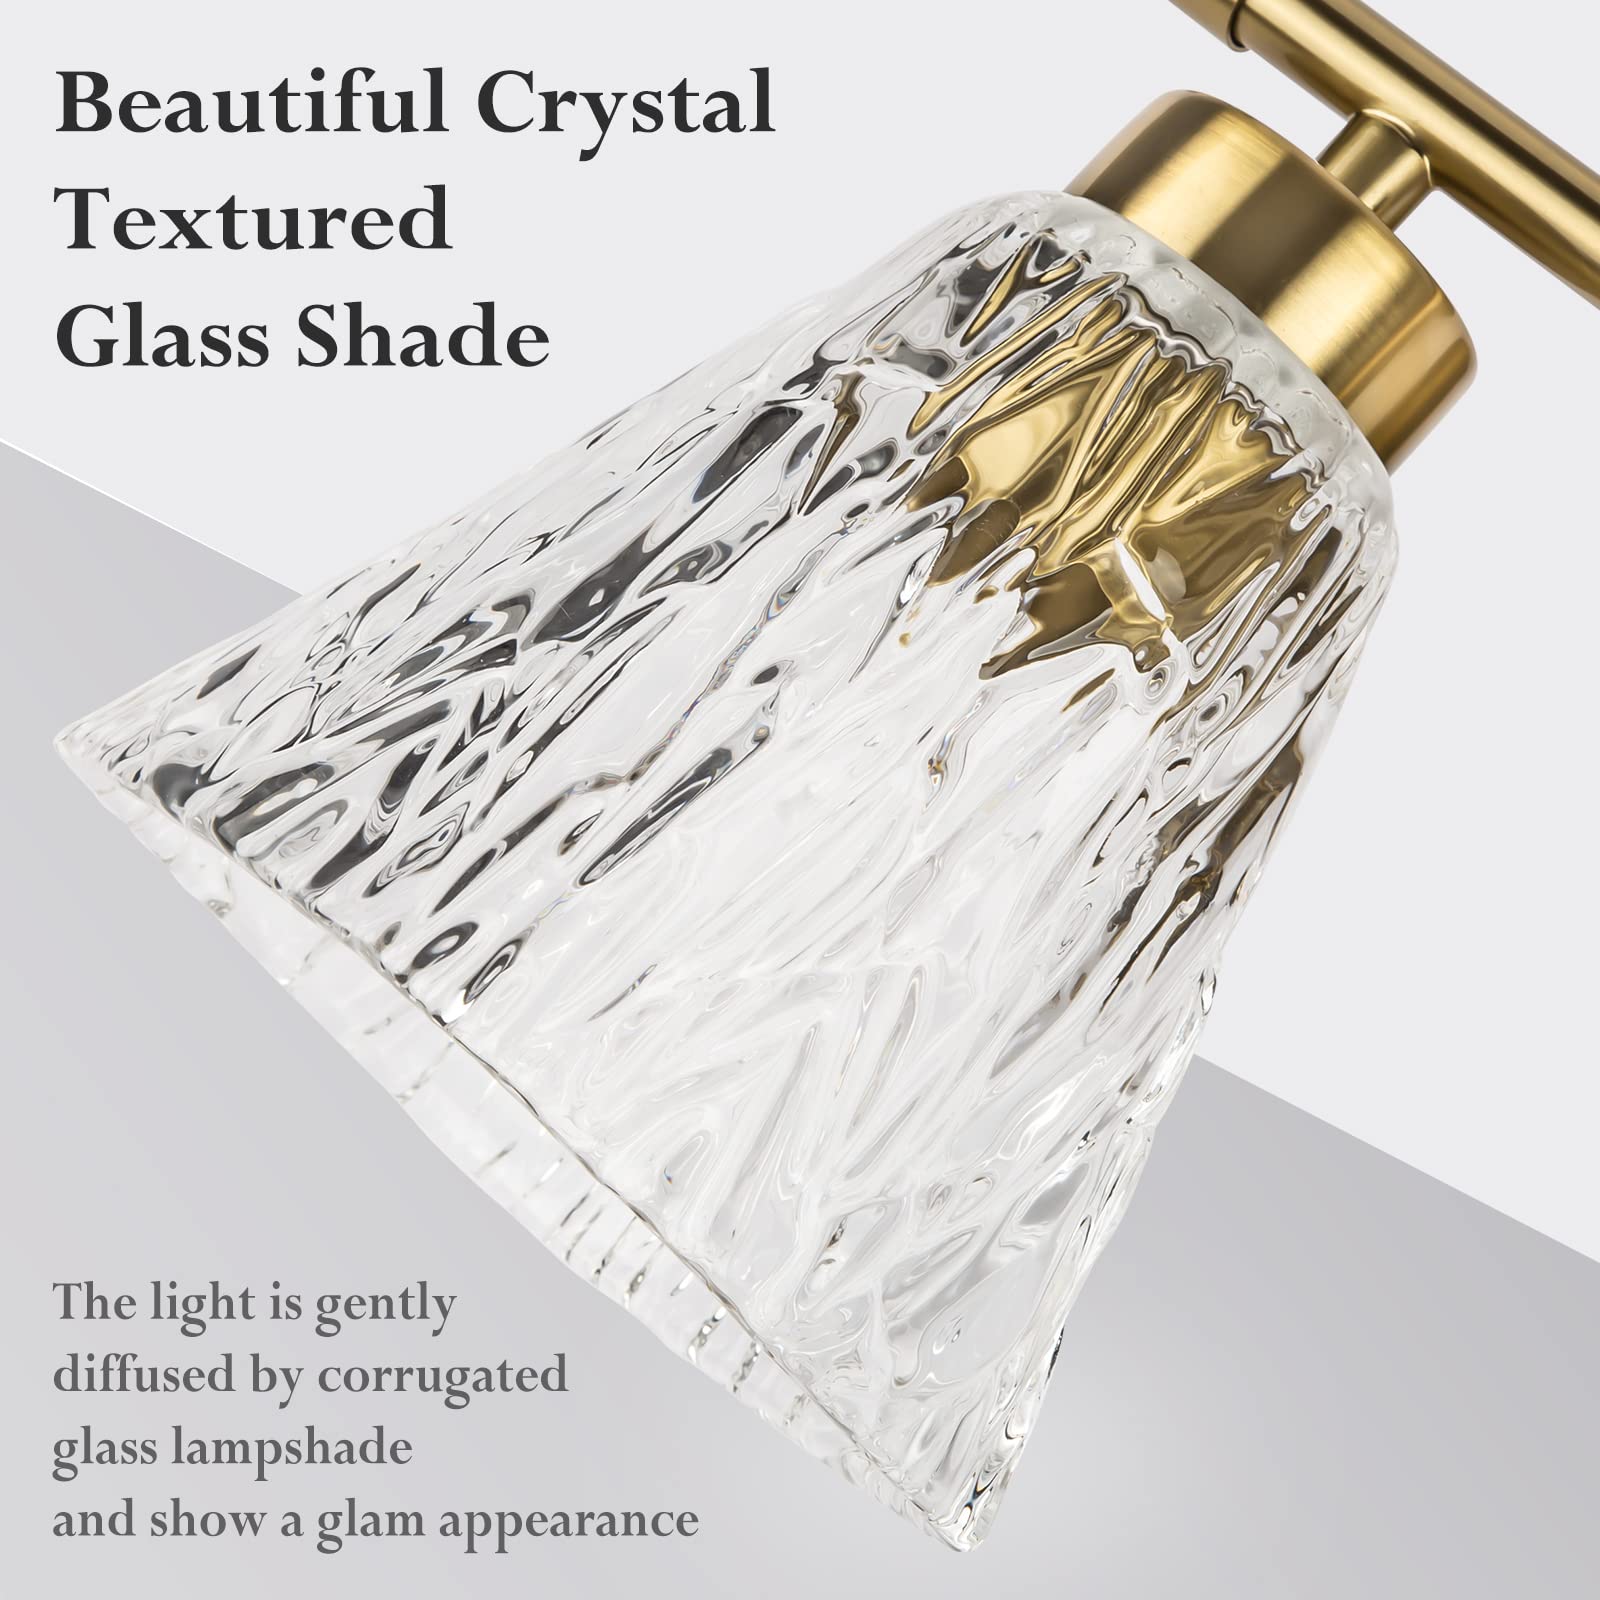 Beautiful Crystal
Textured
Glass Shade
The light is gently
diffused by corrugated
glass lampshade
and show a glam appearance